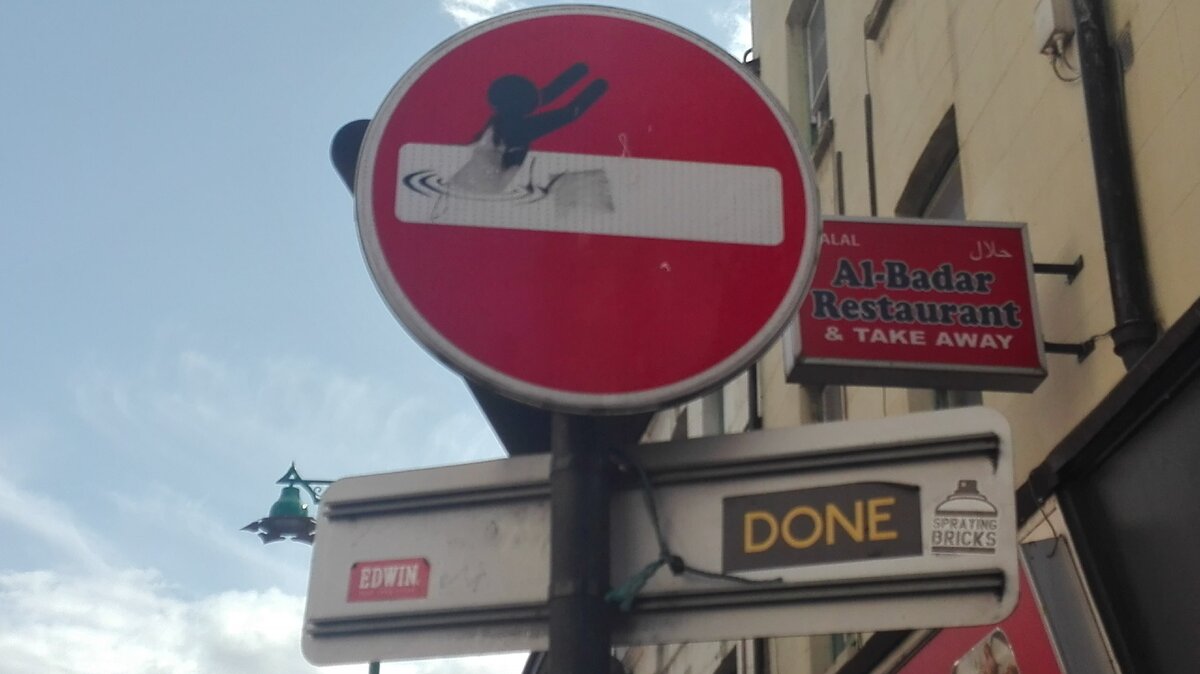 ALAL حلال
Al-Badar
Restaurant
& TAKE AWAY
DONE
SPRAYING
BRICKS
EDWIN